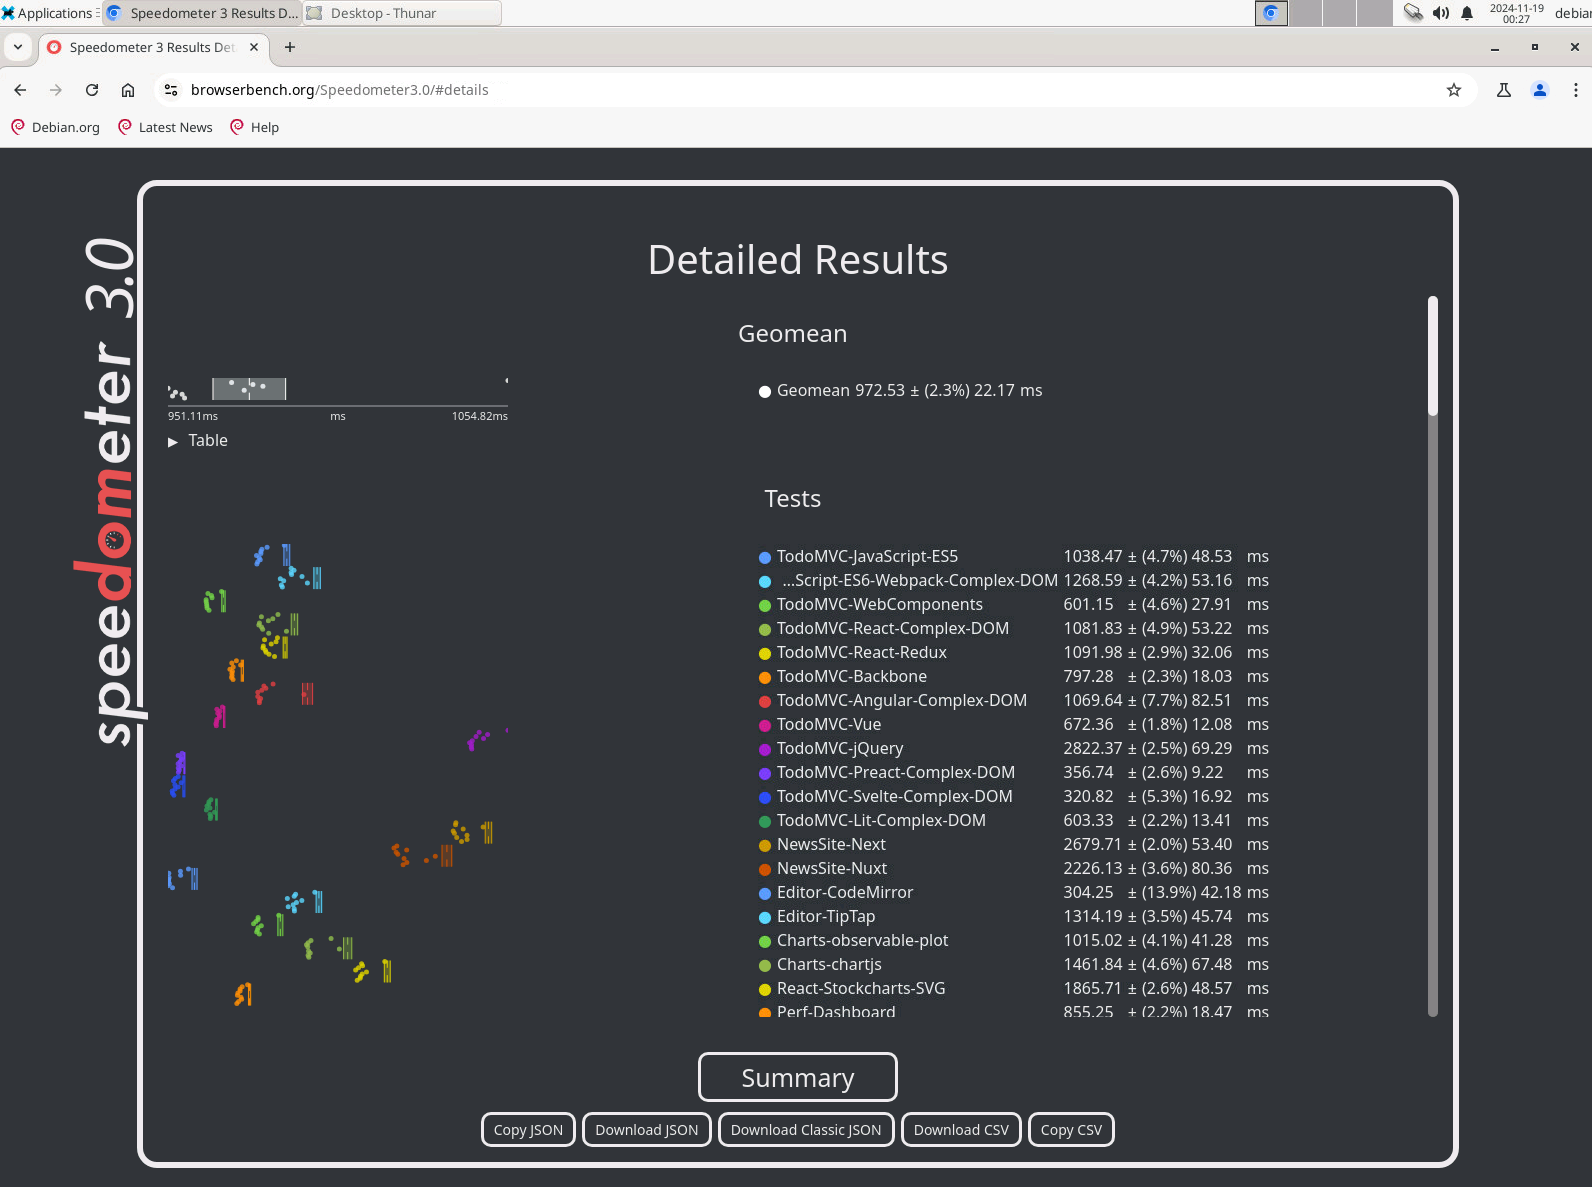 Applications
Speedometer 3 Results D...
Desktop - Thunar
2024-11-19
00:27
debian
Speedometer 3 Results Det
browserbench.org/Speedometer3.0/#details
Debian.org
Latest News
Help
speedometer 3.0
Detailed Results
Geomean
Geomean 972.53 ± (2.3%) 22.17 ms
951.11ms ms 1054.82ms
▶ Table
Tests
TodoMVC-JavaScript-ES5 1038.47 ± (4.7%) 48.53 ms
...Script-ES6-Webpack-Complex-DOM 1268.59 ± (4.2%) 53.16 ms
TodoMVC-WebComponents 601.15 ± (4.6%) 27.91 ms
TodoMVC-React-Complex-DOM 1081.83 ± (4.9%) 53.22 ms
TodoMVC-React-Redux 1091.98 ± (2.9%) 32.06 ms
TodoMVC-Backbone 797.28 ± (2.3%) 18.03 ms
TodoMVC-Angular-Complex-DOM 1069.64 ± (7.7%) 82.51 ms
TodoMVC-Vue 672.36 ± (1.8%) 12.08 ms
TodoMVC-jQuery 2822.37 ± (2.5%) 69.29 ms
TodoMVC-Preact-Complex-DOM 356.74 ± (2.6%) 9.22 ms
TodoMVC-Svelte-Complex-DOM 320.82 ± (5.3%) 16.92 ms
TodoMVC-Lit-Complex-DOM 603.33 ± (2.2%) 13.41 ms
NewsSite-Next 2679.71 ± (2.0%) 53.40 ms
NewsSite-Nuxt 2226.13 ± (3.6%) 80.36 ms
Editor-CodeMirror 304.25 ± (13.9%) 42.18 ms
Editor-TipTap 1314.19 ± (3.5%) 45.74 ms
Charts-observable-plot 1015.02 ± (4.1%) 41.28 ms
Charts-chartjs 1461.84 ± (4.6%) 67.48 ms
React-Stockcharts-SVG 1865.71 ± (2.6%) 48.57 ms
Perf-Dashboard 855.25 ± (2.2%) 18.47 ms
Summary
Copy JSON
Download JSON
Download Classic JSON
Download CSV
Copy CSV